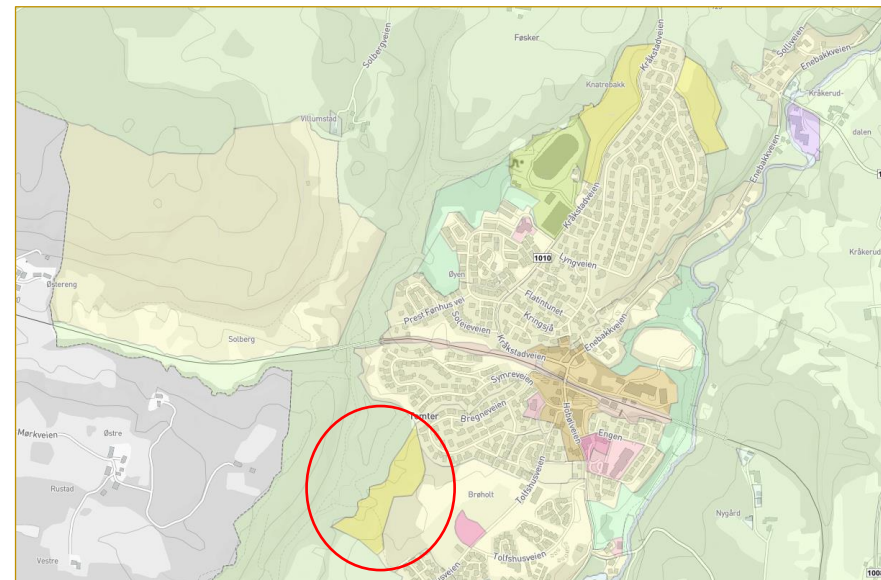 Føsker
Solbergveien
Kråkstadveien
Solliveien
Enebakkveien
Knatrebakk
Kråkerud-
dalen
Villumstad
Enebakkveien
Kråkstadveien
1010
Lyngveien
Kråkerud
Østereng
Øyen
Prest Fønhus vei
Flatintunet
Kringsjå
Soleieveien
Enebakkveien
Solberg
Kråkstadveien
Symreveien
Tomter
Bregneveien
Hobølveien
Engen
Mørkveien
Østre
Tolfshusveien
Rustad
Brøholt
Nygård
Vestre
Tolfshusveien